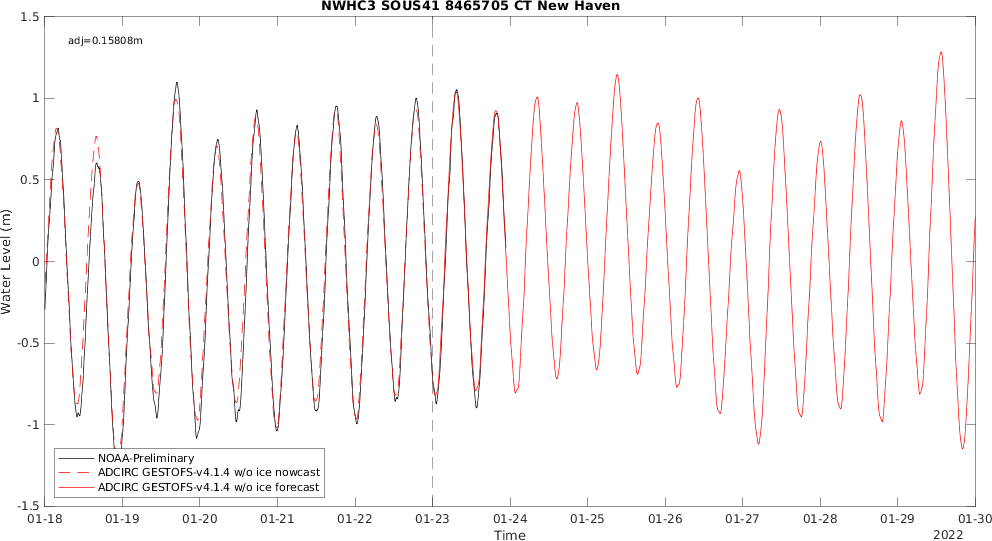 NWHC3 SOUS41 8465705 CT New Haven
adj=0.15808m
1.5
1
0.5
0
-0.5
-1
-1.5
Water Level (m)
NOAA-Preliminary
ADCIRC GESTOFS-v4.1.4 w/o ice nowcast
ADCIRC GESTOFS-v4.1.4 w/o ice forecast
01-18 01-19 01-20 01-21 01-22 01-23 01-24 01-25 01-26 01-27 01-28 01-29 01-30
Time
2022